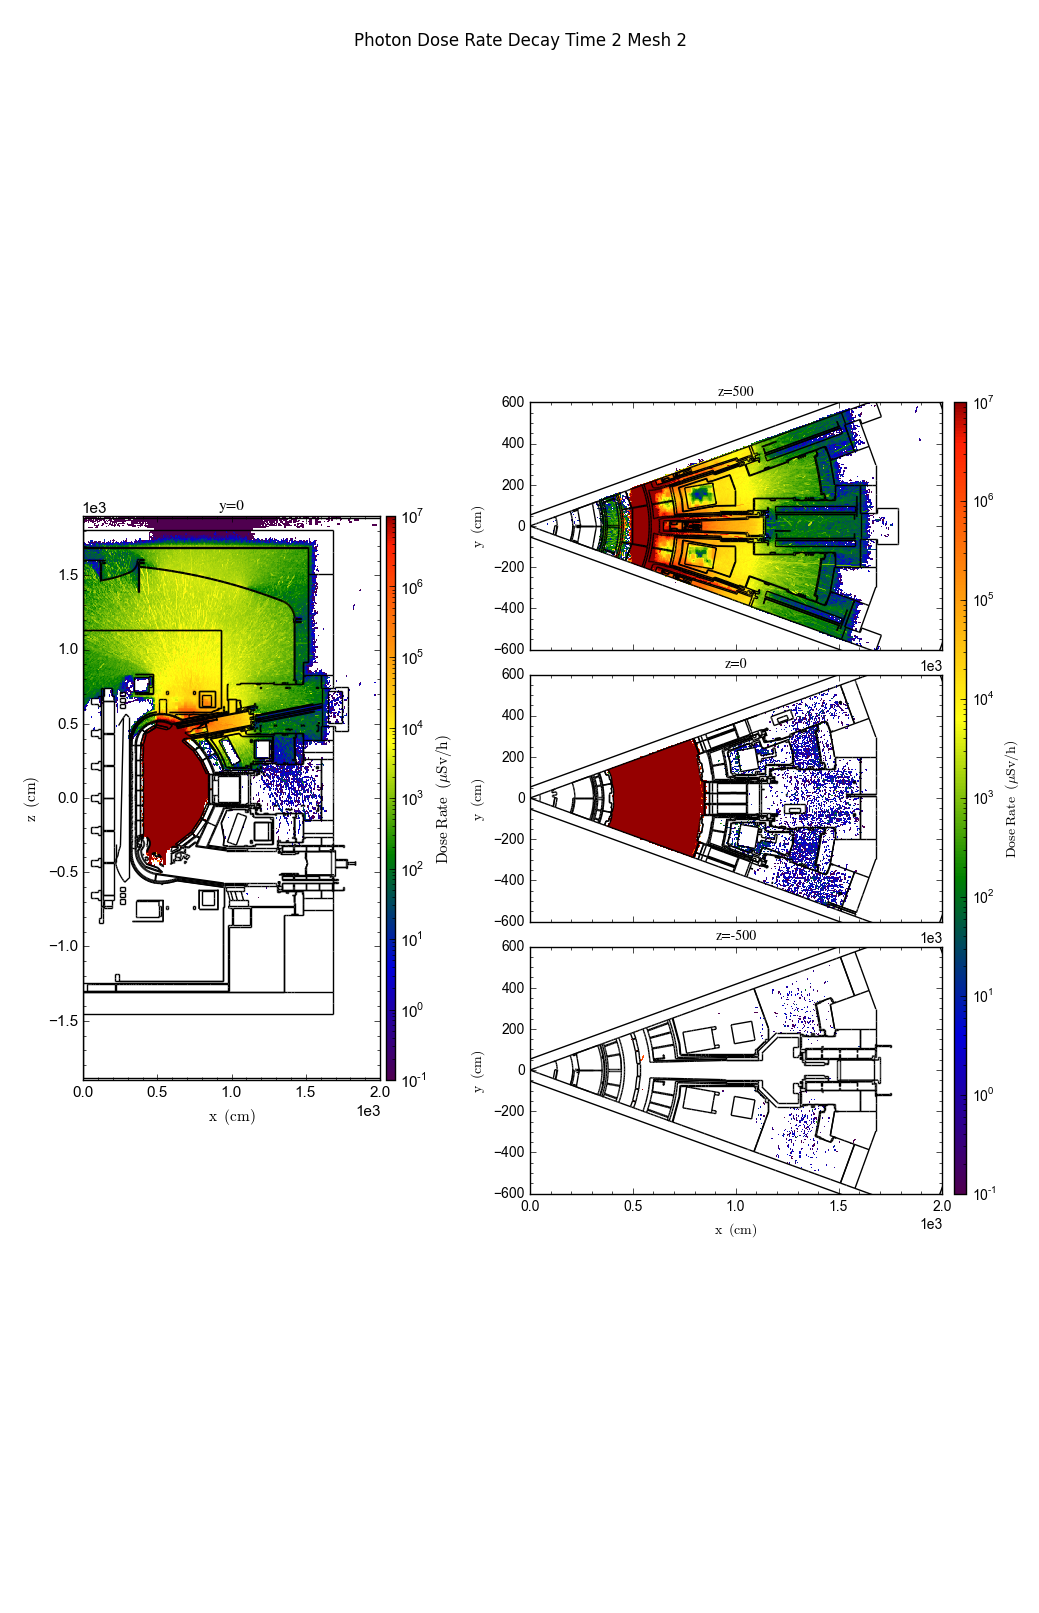 Photon Dose Rate Decay Time 2 Mesh 2
1e3
y=0
1.5
1.0
0.5
0.0
−0.5
−1.0
−1.5
z (cm)
0.0 0.5 1.0 1.5 2.0
1e3
x (cm)
10^7
10^6
10^5
10^4
10^3
10^2
10^1
10^0
10^-1
Dose Rate (μSv/h)
z=500
600
400
200
0
−200
−400
−600
y (cm)
1e3
z=0
600
400
200
0
−200
−400
−600
y (cm)
1e3
z=-500
600
400
200
0
−200
−400
−600
y (cm)
0.0 0.5 1.0 1.5 2.0
1e3
x (cm)
10^7
10^6
10^5
10^4
10^3
10^2
10^1
10^0
10^-1
Dose Rate (μSv/h)